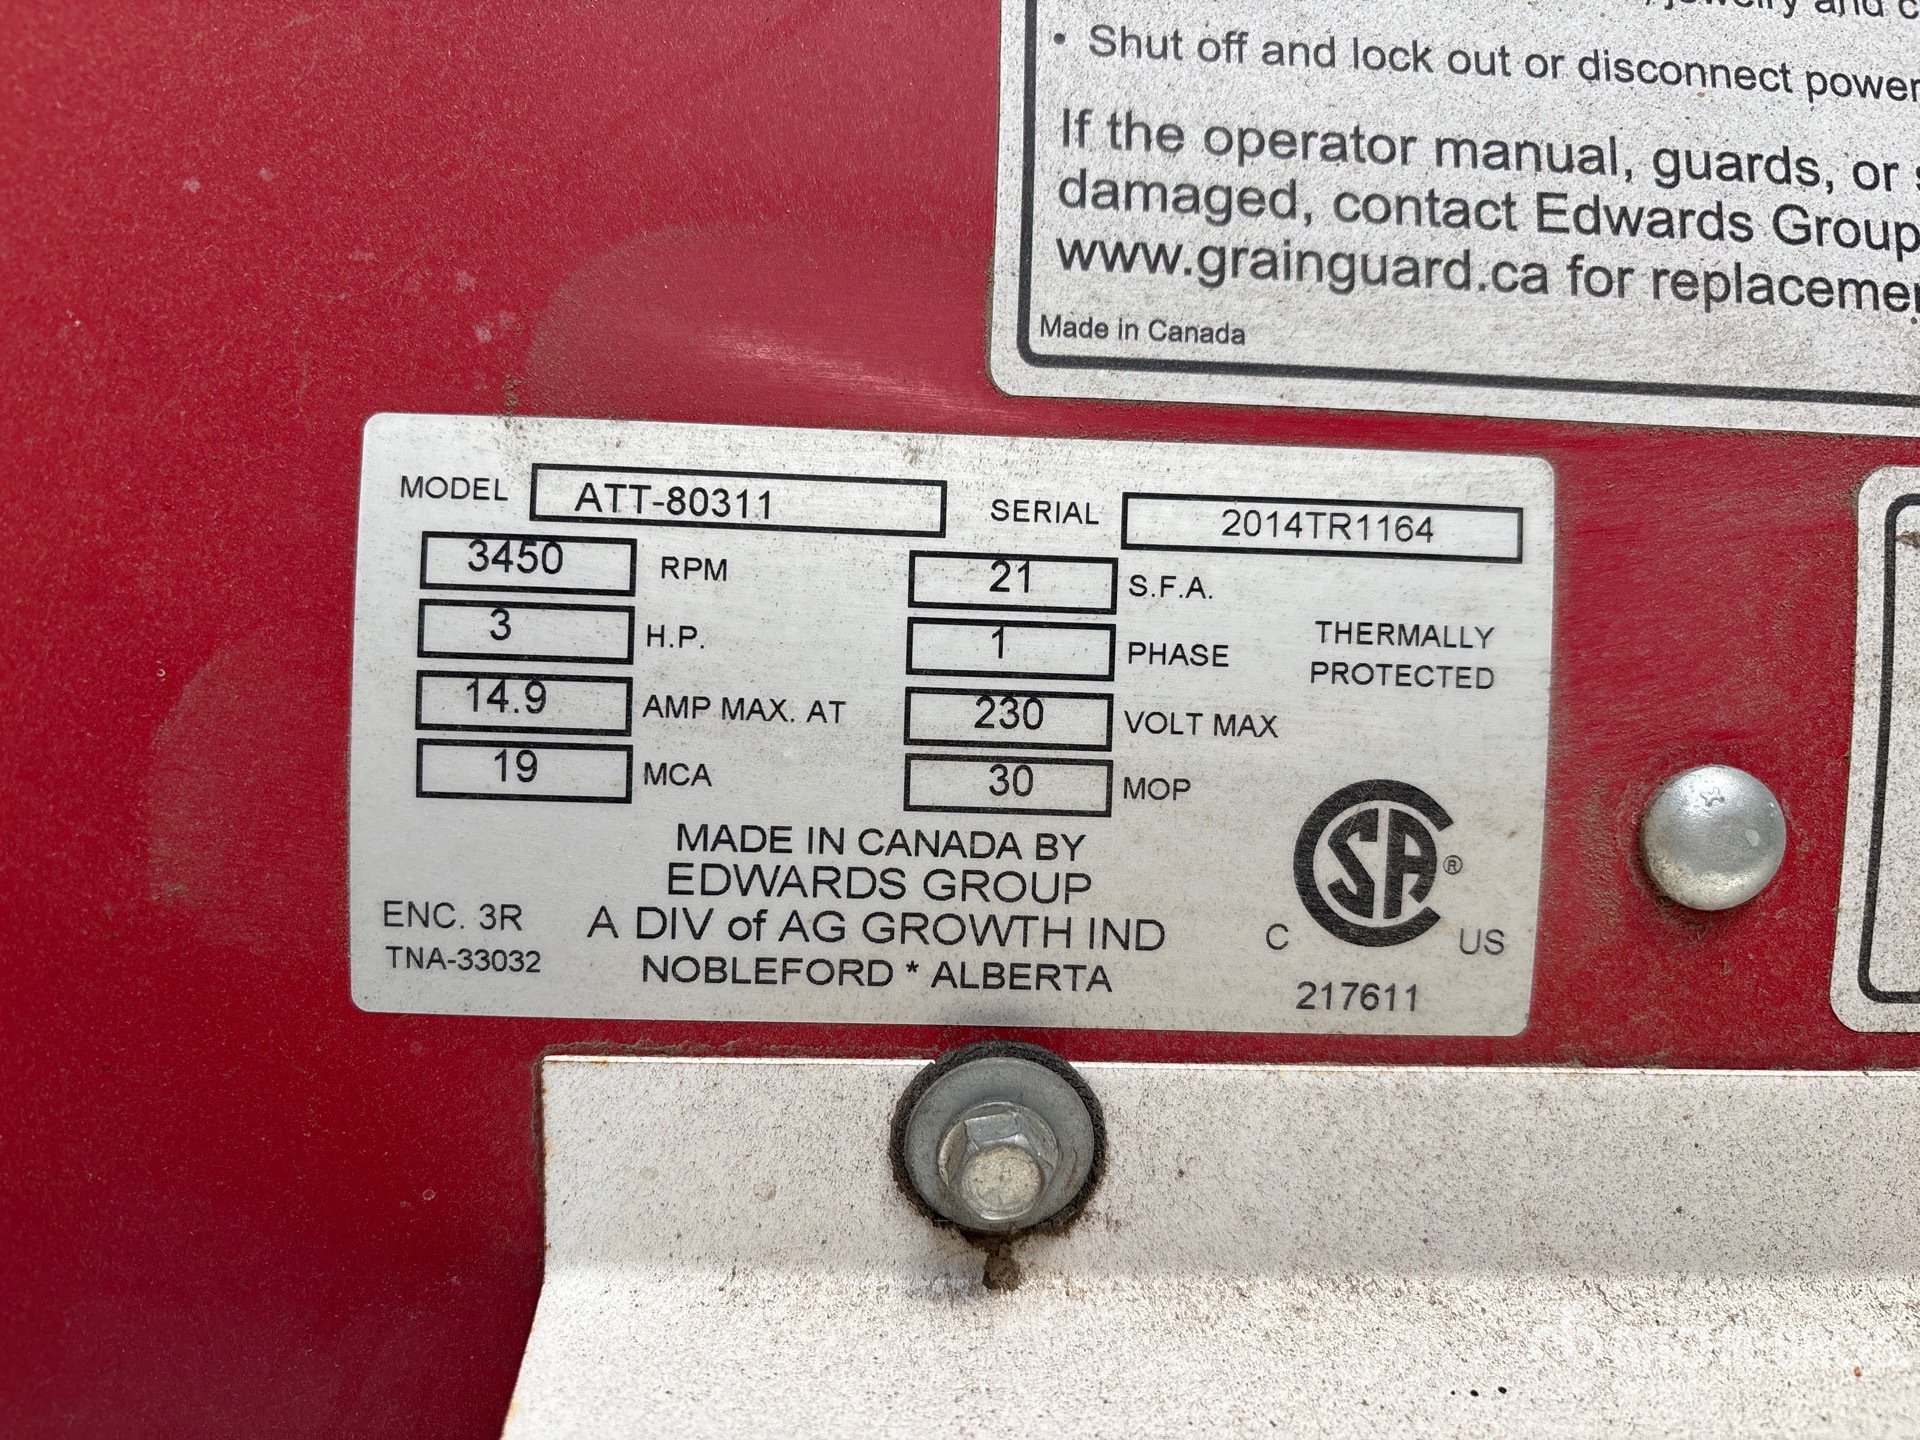 jewelry and
• Shut off and lock out or disconnect power
If the operator manual, guards, or
damaged, contact Edwards Group
www.grainguard.ca for
Made in Canada
MODEL ATT-80311 SERIAL 2014TR1164
3450 RPM 21 S.F.A.
3 H.P. 1 PHASE THERMALLY
14.9 AMP MAX. AT 230 VOLT MAX PROTECTED
19 MCA 30 MOP
MADE IN CANADA BY
EDWARDS GROUP
ENC. 3R A DIV of AG GROWTH IND
TNA-33032 NOBLEFORD * ALBERTA
CSA ®
C US
217611